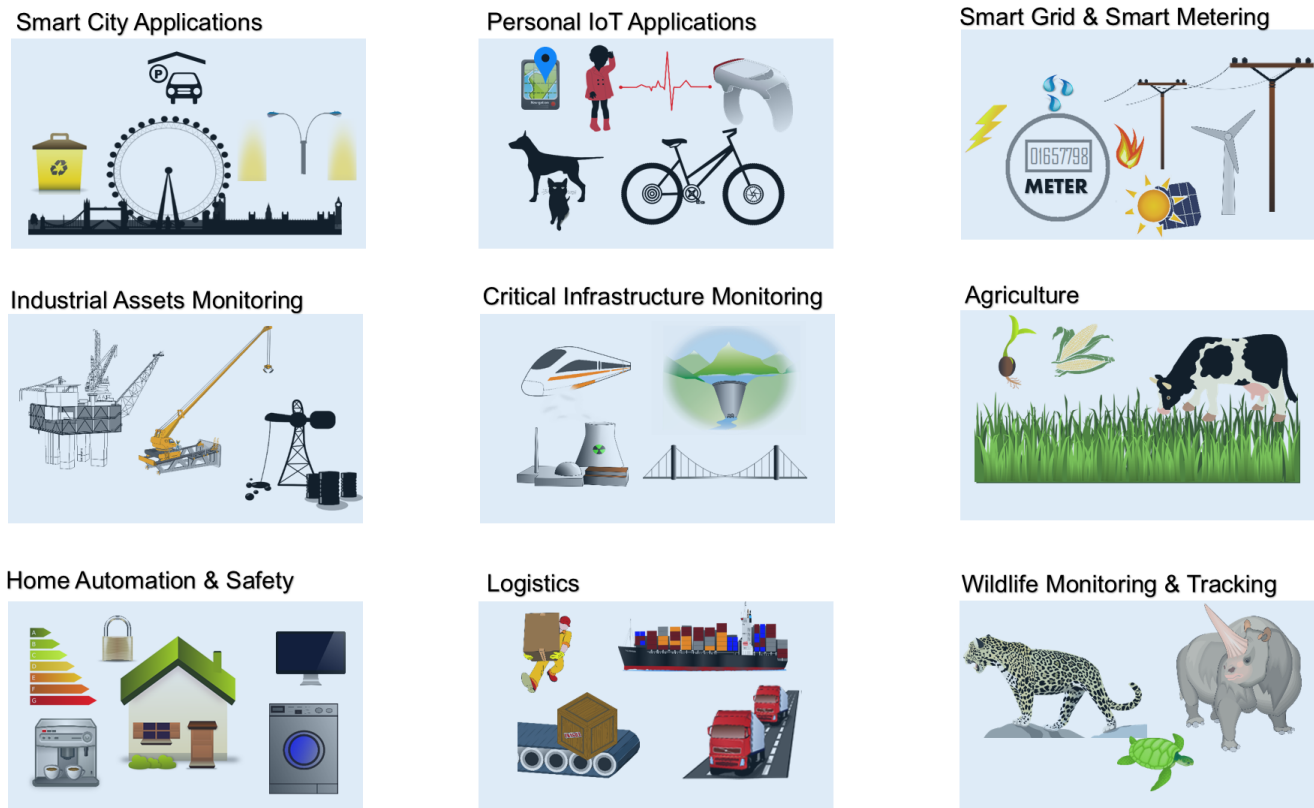 Smart City Applications
Personal IoT Applications
Smart Grid & Smart Metering
P
Navigation
01657798
METER
Industrial Assets Monitoring
Critical Infrastructure Monitoring
Agriculture
Home Automation & Safety
Logistics
Wildlife Monitoring & Tracking
A
B
C
D
E
F
G